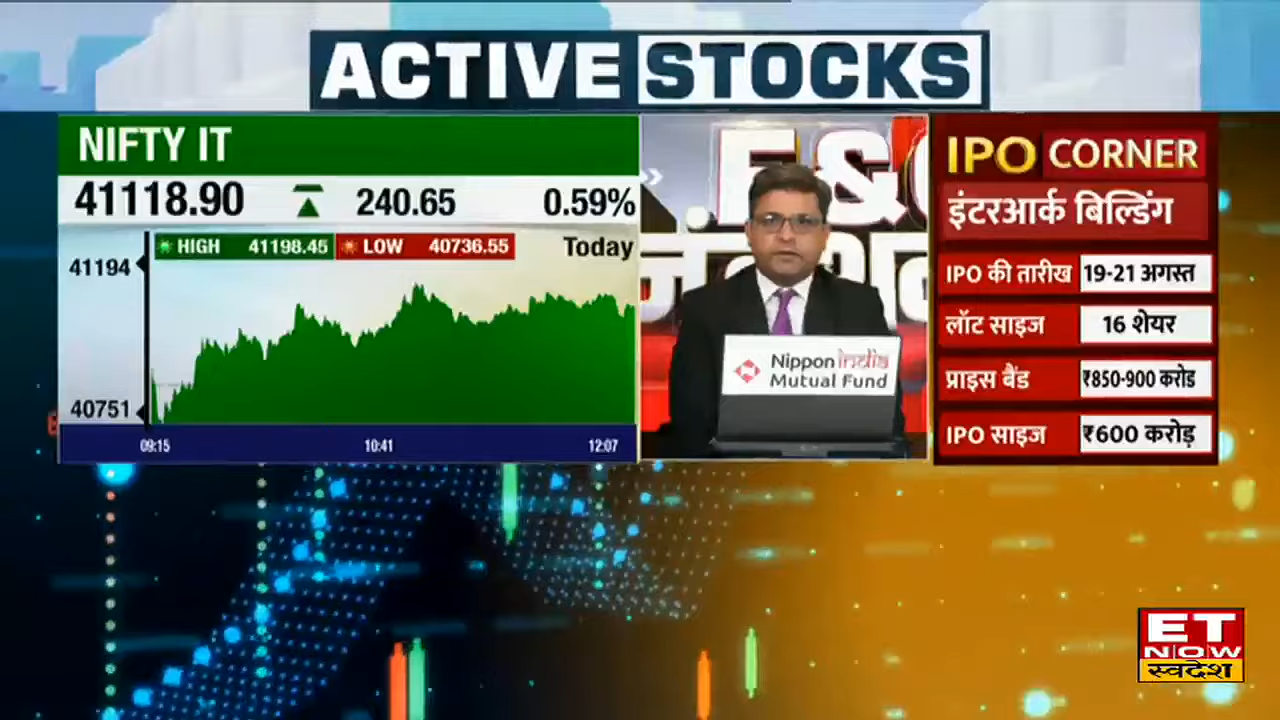 ACTIVE STOCKS
NIFTY IT
41118.90 240.65 0.59%
HIGH 41198.45 LOW 40736.55 Today
41194
40751
09:15 10:41 12:07
F&
Nippon india
Mutual Fund
IPO CORNER
इंटरआर्क बिल्डिंग
IPO की तारीख 19-21 अगस्त
लॉट साइज 16 शेयर
प्राइस बैंड ₹850-900 करोड
IPO साइज ₹600 करोड़
ET
NOW
स्वदेश